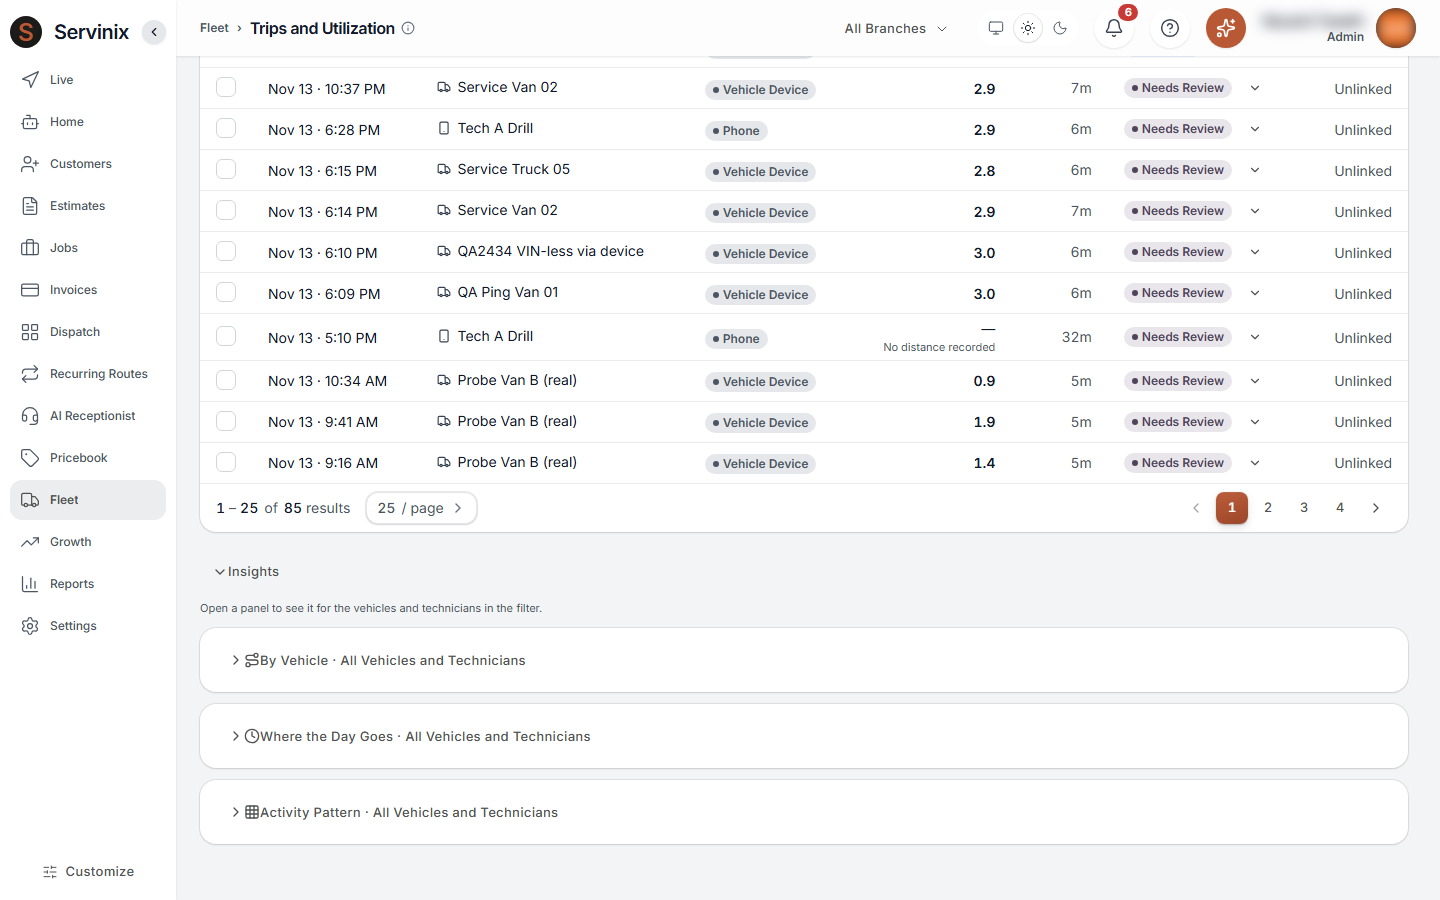 Servinix
Live
Home
Customers
Estimates
Jobs
Invoices
Dispatch
Recurring Routes
AI Receptionist
Pricebook
Fleet
Growth
Reports
Settings
Customize
Fleet › Trips and Utilization
All Branches
6
Admin
Nov 13 · 10:37 PM Service Van 02 Vehicle Device 2.9 7m Needs Review Unlinked
Nov 13 · 6:28 PM Tech A Drill Phone 2.9 6m Needs Review Unlinked
Nov 13 · 6:15 PM Service Truck 05 Vehicle Device 2.8 6m Needs Review Unlinked
Nov 13 · 6:14 PM Service Van 02 Vehicle Device 2.9 7m Needs Review Unlinked
Nov 13 · 6:10 PM QA2434 VIN-less via device Vehicle Device 3.0 6m Needs Review Unlinked
Nov 13 · 6:09 PM QA Ping Van 01 Vehicle Device 3.0 6m Needs Review Unlinked
Nov 13 · 5:10 PM Tech A Drill Phone — 32m Needs Review Unlinked
No distance recorded
Nov 13 · 10:34 AM Probe Van B (real) Vehicle Device 0.9 5m Needs Review Unlinked
Nov 13 · 9:41 AM Probe Van B (real) Vehicle Device 1.9 5m Needs Review Unlinked
Nov 13 · 9:16 AM Probe Van B (real) Vehicle Device 1.4 5m Needs Review Unlinked
1 – 25 of 85 results 25 / page 1 2 3 4
Insights
Open a panel to see it for the vehicles and technicians in the filter.
By Vehicle · All Vehicles and Technicians
Where the Day Goes · All Vehicles and Technicians
Activity Pattern · All Vehicles and Technicians